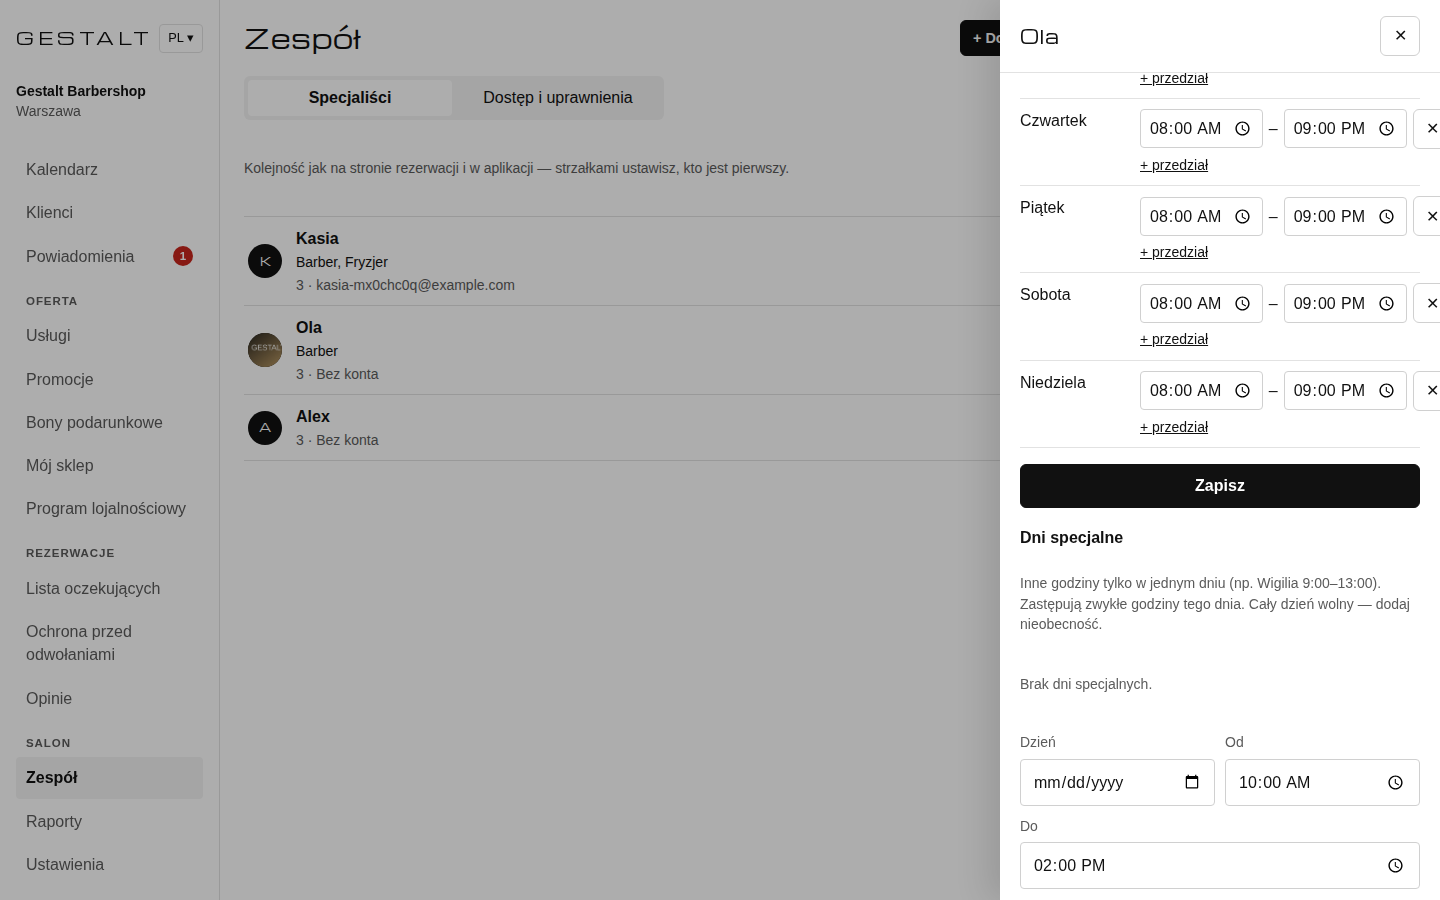 GESTALT
PL ▾
Gestalt Barbershop
Warszawa
Kalendarz
Klienci
Powiadomienia
1
OFERTA
Usługi
Promocje
Bony podarunkowe
Mój sklep
Program lojalnościowy
REZERWACJE
Lista oczekujących
Ochrona przed
odwołaniami
Opinie
SALON
Zespół
Raporty
Ustawienia
Zespół
Specjaliści
Dostęp i uprawnienia
Kolejność jak na stronie rezerwacji i w aplikacji — strzałkami ustawisz, kto jest pierwszy.
K
Kasia
Barber, Fryzjer
3 · kasia-mx0chc0q@example.com
GESTAL
Ola
Barber
3 · Bez konta
A
Alex
3 · Bez konta
Ola
✕
+ przedział
Czwartek
08:00 AM – 09:00 PM ✕
+ przedział
Piątek
08:00 AM – 09:00 PM ✕
+ przedział
Sobota
08:00 AM – 09:00 PM ✕
+ przedział
Niedziela
08:00 AM – 09:00 PM ✕
+ przedział
Zapisz
Dni specjalne
Inne godziny tylko w jednym dniu (np. Wigilia 9:00–13:00).
Zastępują zwykłe godziny tego dnia. Cały dzień wolny — dodaj
nieobecność.
Brak dni specjalnych.
Dzień
Od
mm/dd/yyyy
10:00 AM
Do
02:00 PM